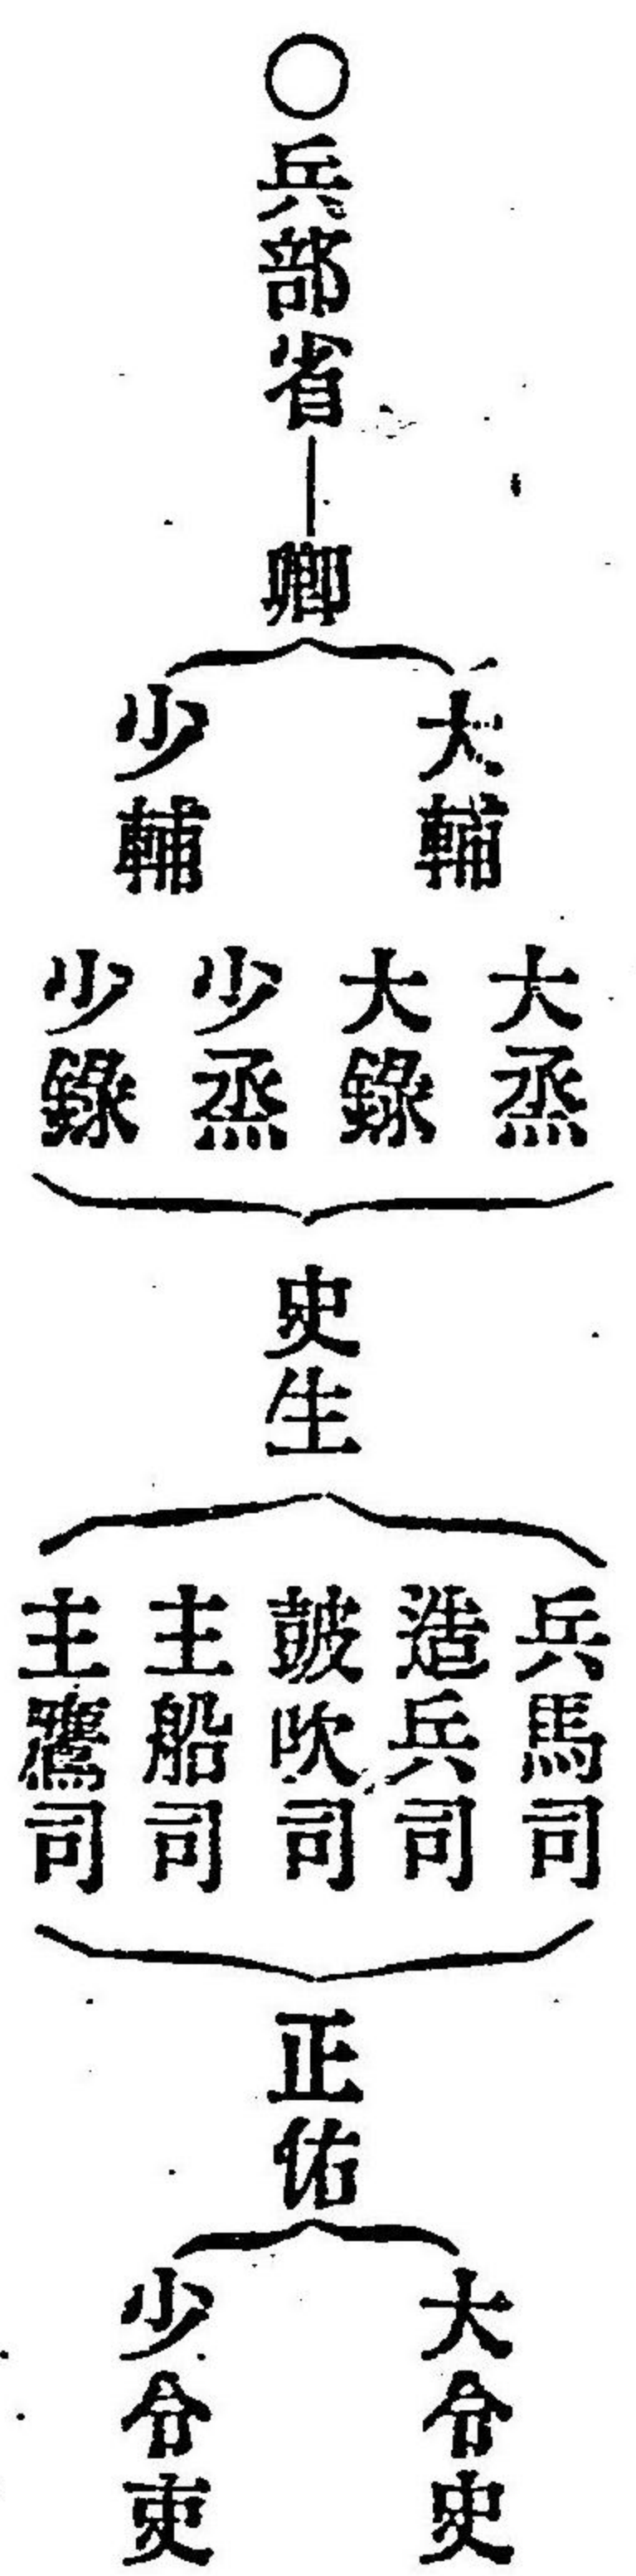 ○兵部省―卿
大輔
少輔
大丞
大錄
少丞
少錄
史生
兵馬司
造兵司
鼓吹司
主船司
主鷹司
正佑
大令史
少令吏